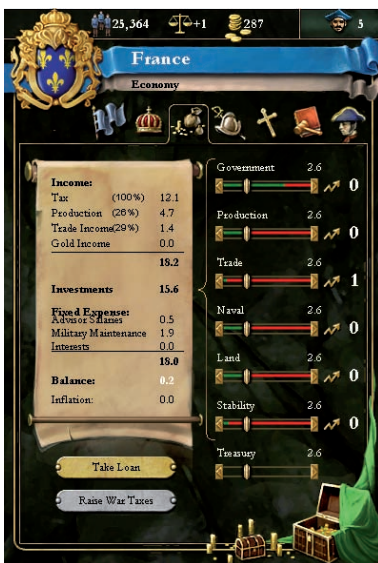 25,364 +1 287 5
France
Economy
Income:
Tax (100%) 12.1
Production (26%) 4.7
Trade Income(29%) 1.4
Gold Income 0.0
18.2
Investments 15.6
Fixed Expense:
Advisor Salaries 0.5
Military Maintenance 1.9
Interests 0.0
18.0
Balance: 0.2
Inflation: 0.0
Take Loan
Raise War Taxes
Government 2.6
0
Production 2.6
0
Trade 2.6
1
Naval 2.6
0
Land 2.6
0
Stability 2.6
0
Treasury 2.6